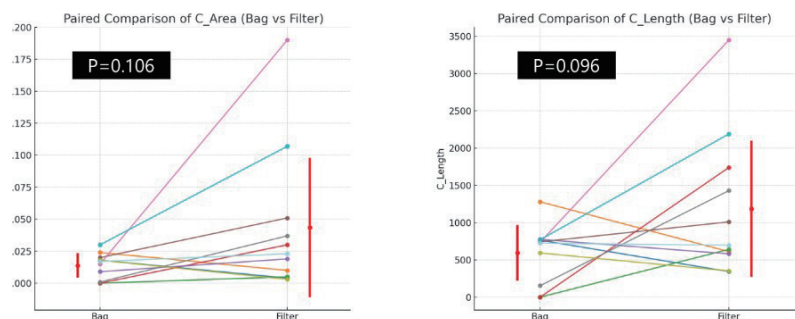 Paired Comparison of C_Area (Bag vs Filter)
P=0.106
.200
.175
.150
.125
.100
.075
.050
.025
.000
Bag
Filter
Paired Comparison of C_Length (Bag vs Filter)
P=0.096
C_Length
3500
3000
2500
2000
1500
1000
500
0
Bag
Filter